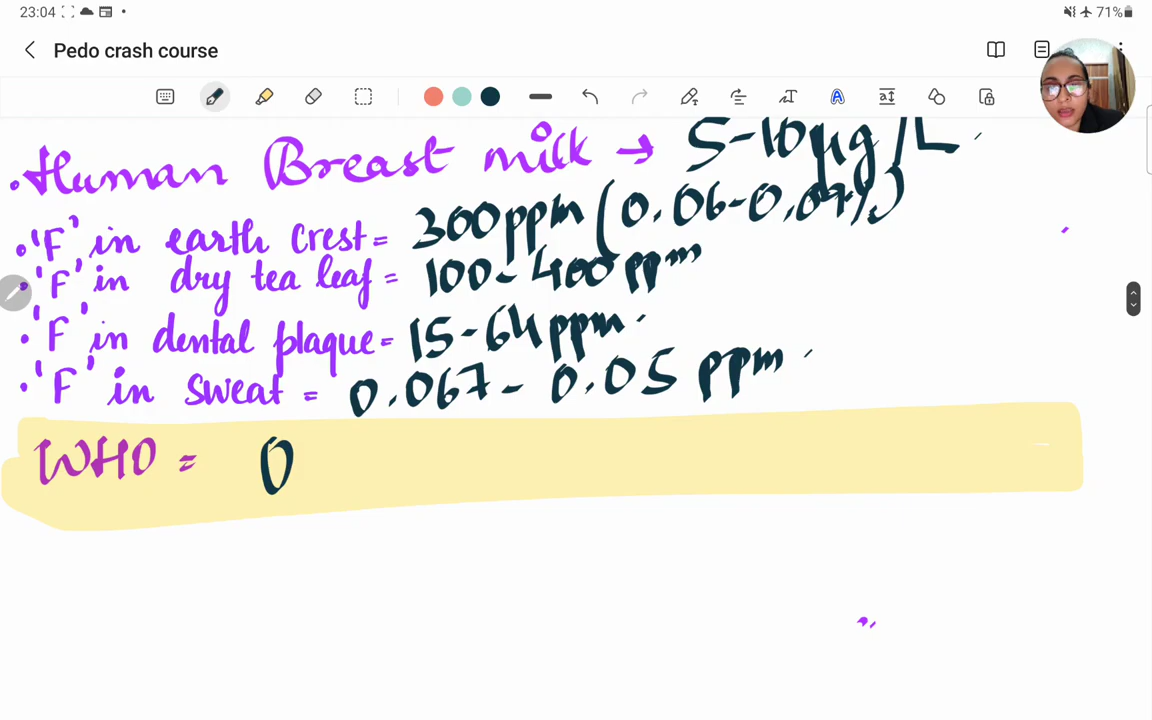 23:04
71%
Pedo crash course
.Human Breast milk → 5-10µg/L
.'F' in earth crest = 300ppm (0.06-0.07%)
.'F' in dry tea leaf = 100-400 ppm
.'F' in dental plaque = 15-64ppm.
.'F' in sweat = 0.067 - 0.05 ppm
WHO = 0